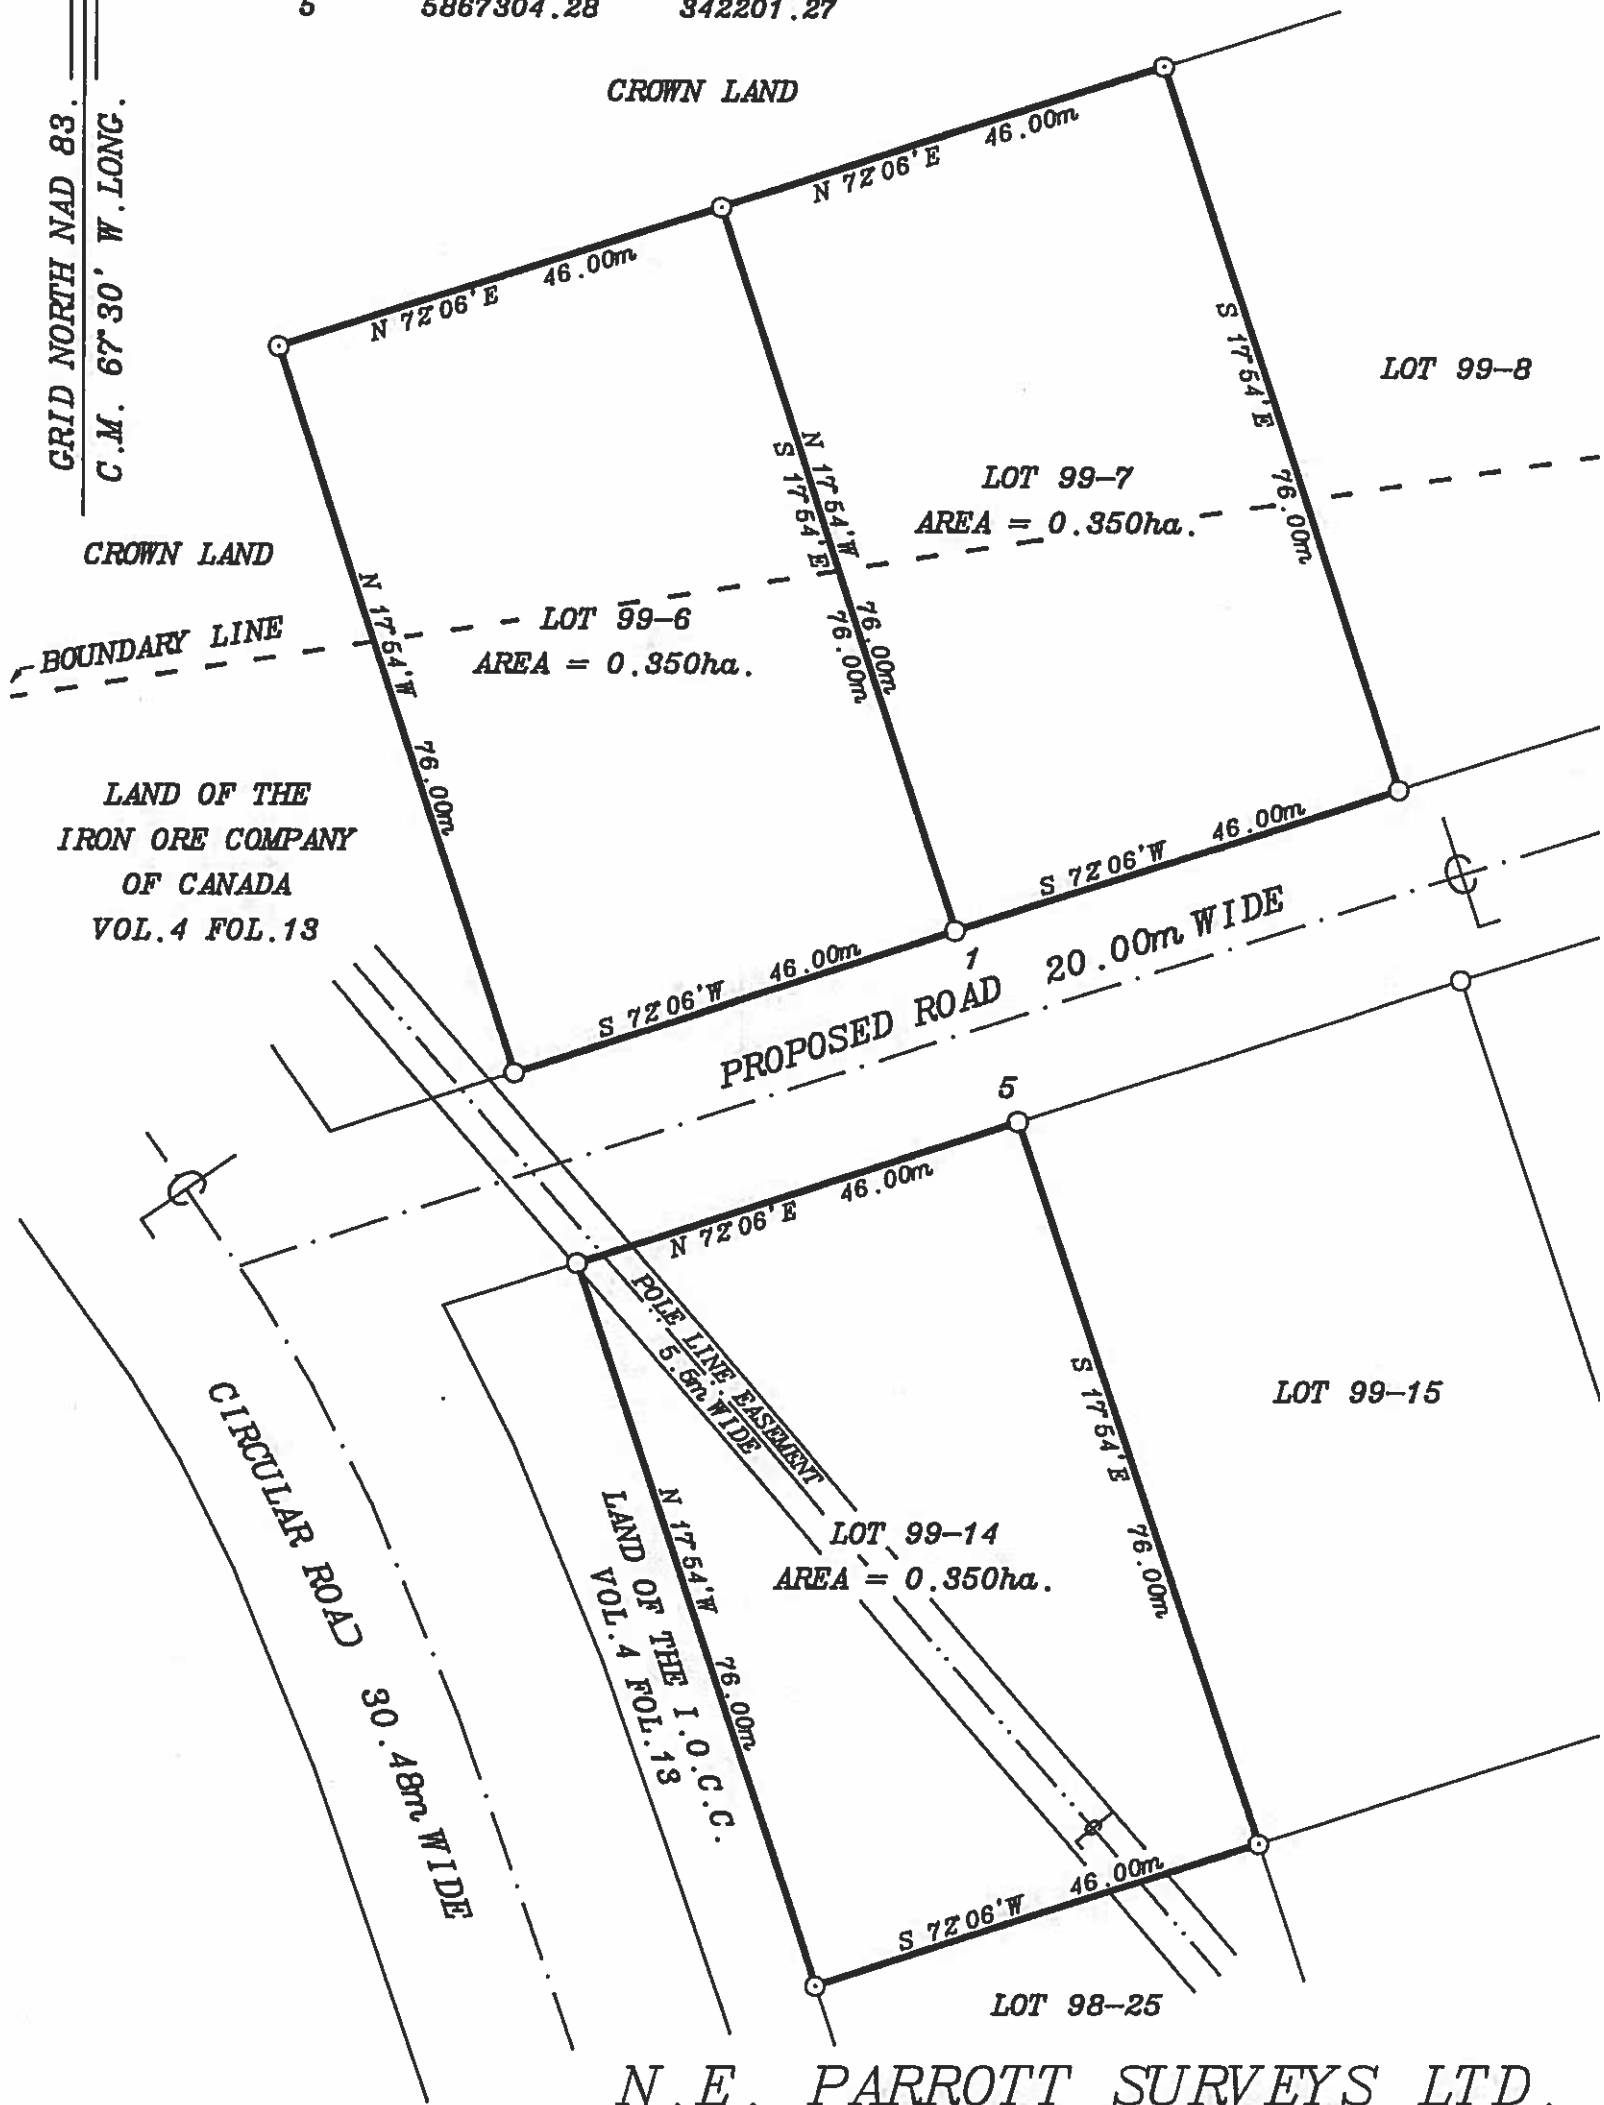 5 5867304.28 342201.27
GRID NORTH NAD 83.
C.M. 67°30' W.LONG.
CROWN LAND
N 72°06'E 46.00m
N 72°06'E 46.00m
N 17°54'W 76.00m
S 17°54'E 76.00m
N 17°54'W 76.00m
S 17°54'E 76.00m
LOT 99-8
LOT 99-7
AREA = 0.350ha.
CROWN LAND
BOUNDARY LINE
LOT 99-6
AREA = 0.350ha.
LAND OF THE
IRON ORE COMPANY
OF CANADA
VOL.4 FOL.13
S 72°06'W 46.00m
S 72°06'W 46.00m
1
PROPOSED ROAD 20.00m WIDE
5
N 72°06'E 46.00m
POLE LINE EASEMENT
5.6m WIDE
S 17°54'E 76.00m
LOT 99-15
CIRCULAR ROAD 30.48m WIDE
LAND OF THE I.O.C.C.
VOL.4 FOL.13
N 17°54'W 76.00m
LOT 99-14
AREA = 0.350ha.
S 72°06'W 46.00m
LOT 98-25
N.E. PARROTT SURVEYS LTD.